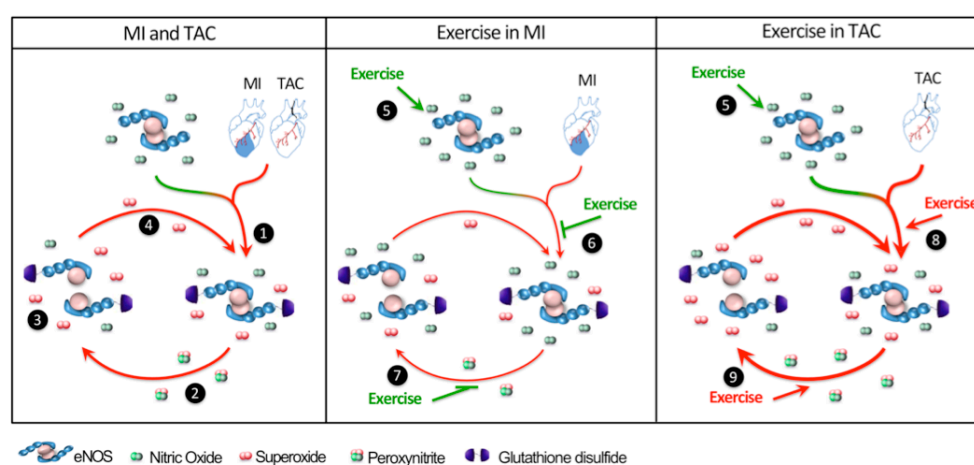 MI and TAC
Exercise in MI
Exercise in TAC
MI
TAC
1
2
3
4
Exercise
5
MI
Exercise
6
7
Exercise
Exercise
5
TAC
Exercise
8
9
Exercise
eNOS
Nitric Oxide
Superoxide
Peroxynitrite
Glutathione disulfide